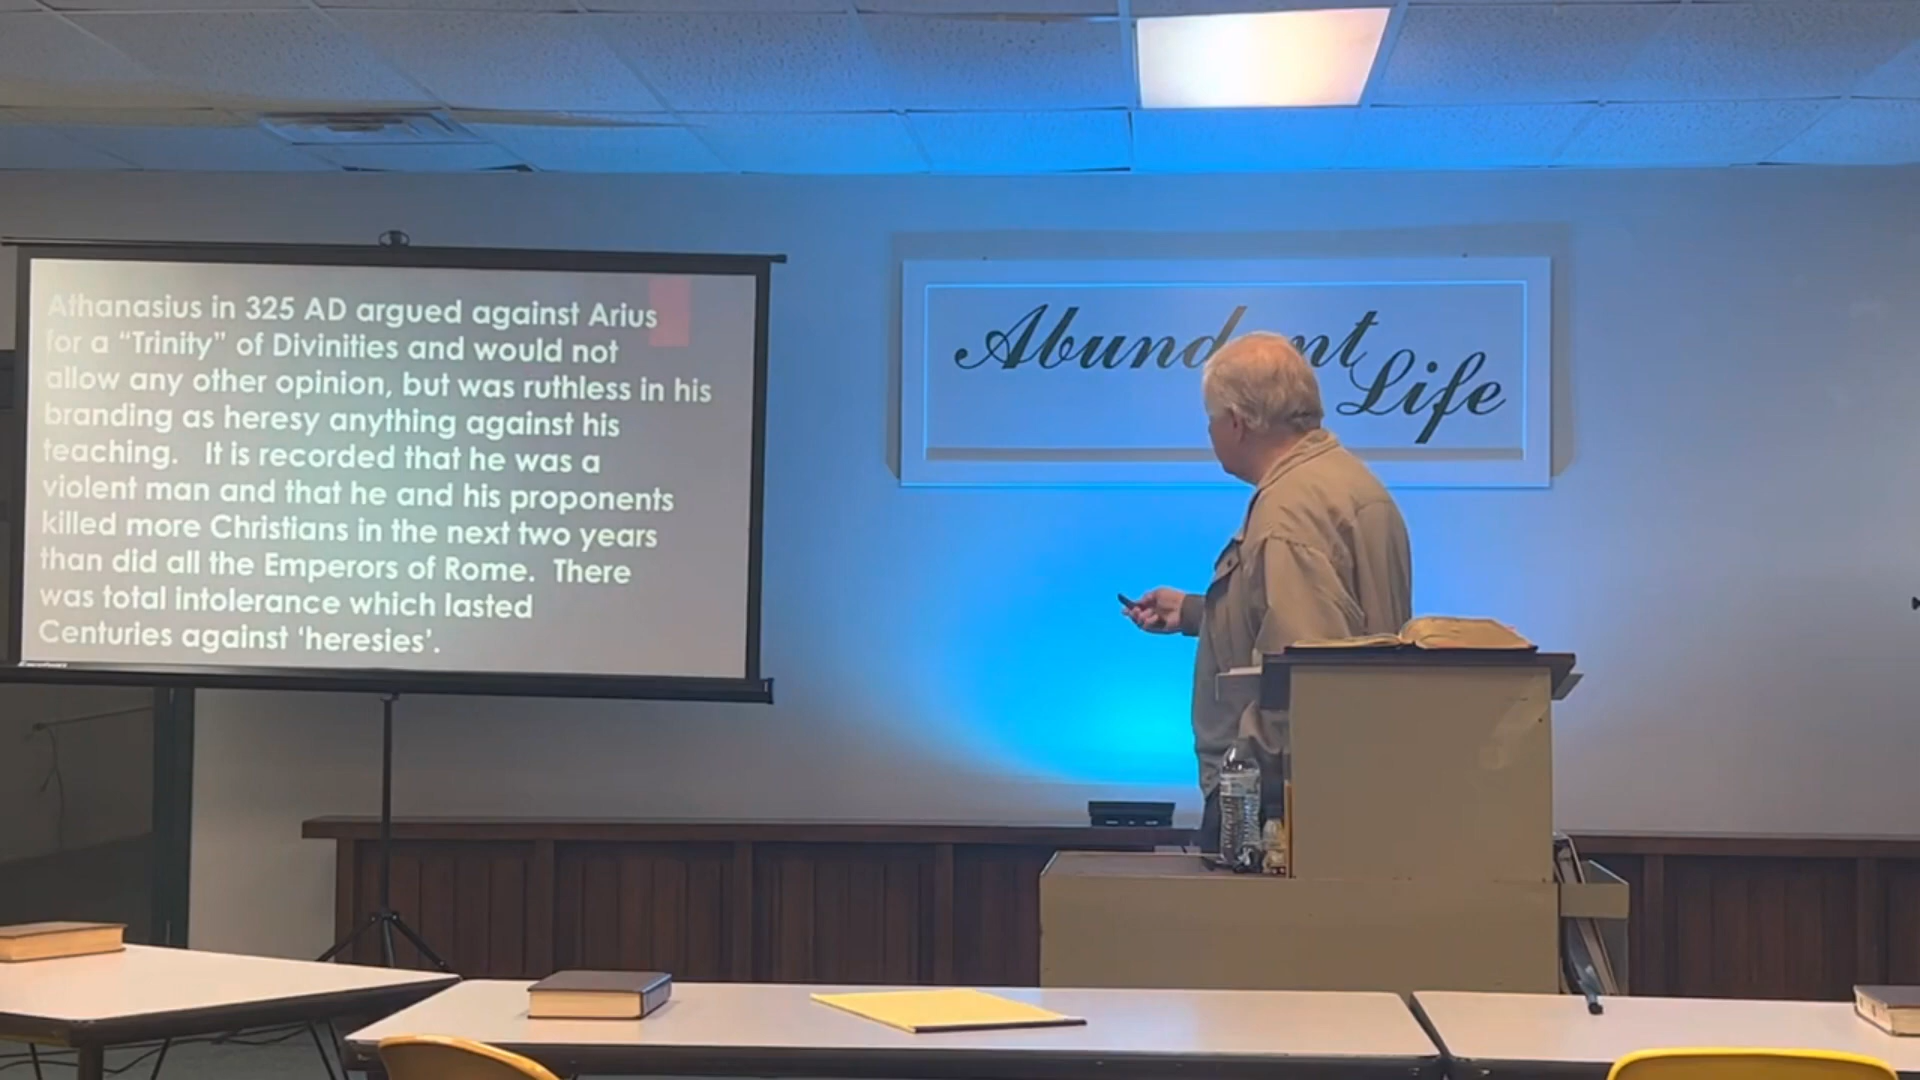 Athanasius in 325 AD argued against Arius
for a “Trinity” of Divinities and would not
allow any other opinion, but was ruthless in his
branding as heresy anything against his
teaching. It is recorded that he was a
violent man and that he and his proponents
killed more Christians in the next two years
than did all the Emperors of Rome. There
was total intolerance which lasted
Centuries against ‘heresies’.
Life